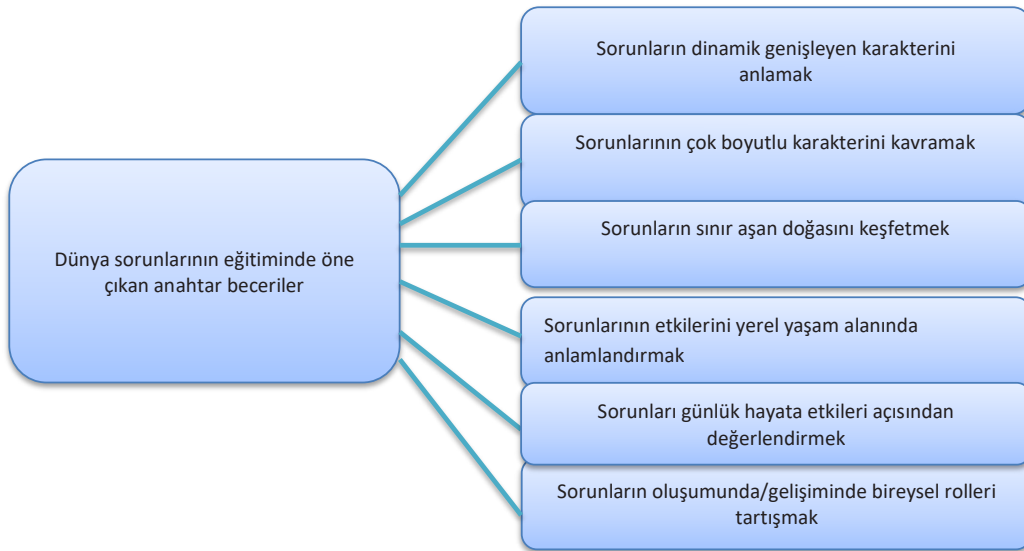 Sorunların dinamik genişleyen karakterini
anlamak
Sorunlarının çok boyutlu karakterini kavramak
Sorunların sınır aşan doğasını keşfetmek
Dünya sorunlarının eğitiminde öne
çıkan anahtar beceriler
Sorunlarının etkilerini yerel yaşam alanında
anlamlandırmak
Sorunları günlük hayata etkileri açısından
değerlendirmek
Sorunların oluşumunda/gelişiminde bireysel rolleri
tartışmak